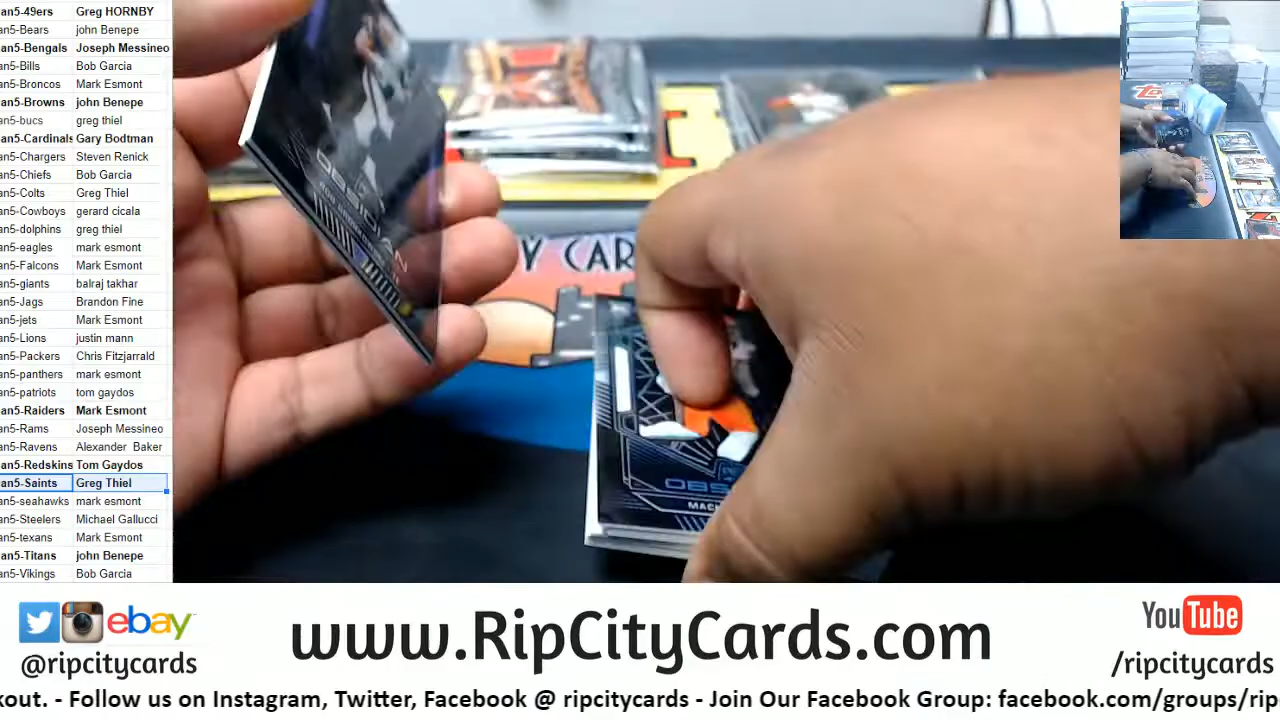 an5-49ers Greg HORNBY
an5-Bears john Benepe
an5-Bengals Joseph Messineo
an5-Bills Bob Garcia
an5-Broncos Mark Esmont
an5-Browns john Benepe
an5-bucs greg thiel
an5-Cardinals Gary Bodtman
an5-Chargers Steven Renick
an5-Chiefs Bob Garcia
an5-Colts Greg Thiel
an5-Cowboys gerard cicala
an5-dolphins greg thiel
an5-eagles mark esmont
an5-Falcons Mark Esmont
an5-giants balraj takhar
an5-Jags Brandon Fine
an5-jets Mark Esmont
an5-Lions justin mann
an5-Packers Chris Fitzjarrald
an5-panthers mark esmont
an5-patriots tom gaydos
an5-Raiders Mark Esmont
an5-Rams Joseph Messineo
an5-Ravens Alexander Baker
an5-Redskins Tom Gaydos
an5-Saints Greg Thiel
an5-seahawks mark esmont
an5-Steelers Michael Gallucci
an5-texans Mark Esmont
an5-Titans john Benepe
an5-Vikings Bob Garcia
OBSIDIAN
Y CAR
OBS
MAC
ebay
@ripcitycards
www.RipCityCards.com
YouTube
/ripcitycards
kout. - Follow us on Instagram, Twitter, Facebook @ ripcitycards - Join Our Facebook Group: facebook.com/groups/rip